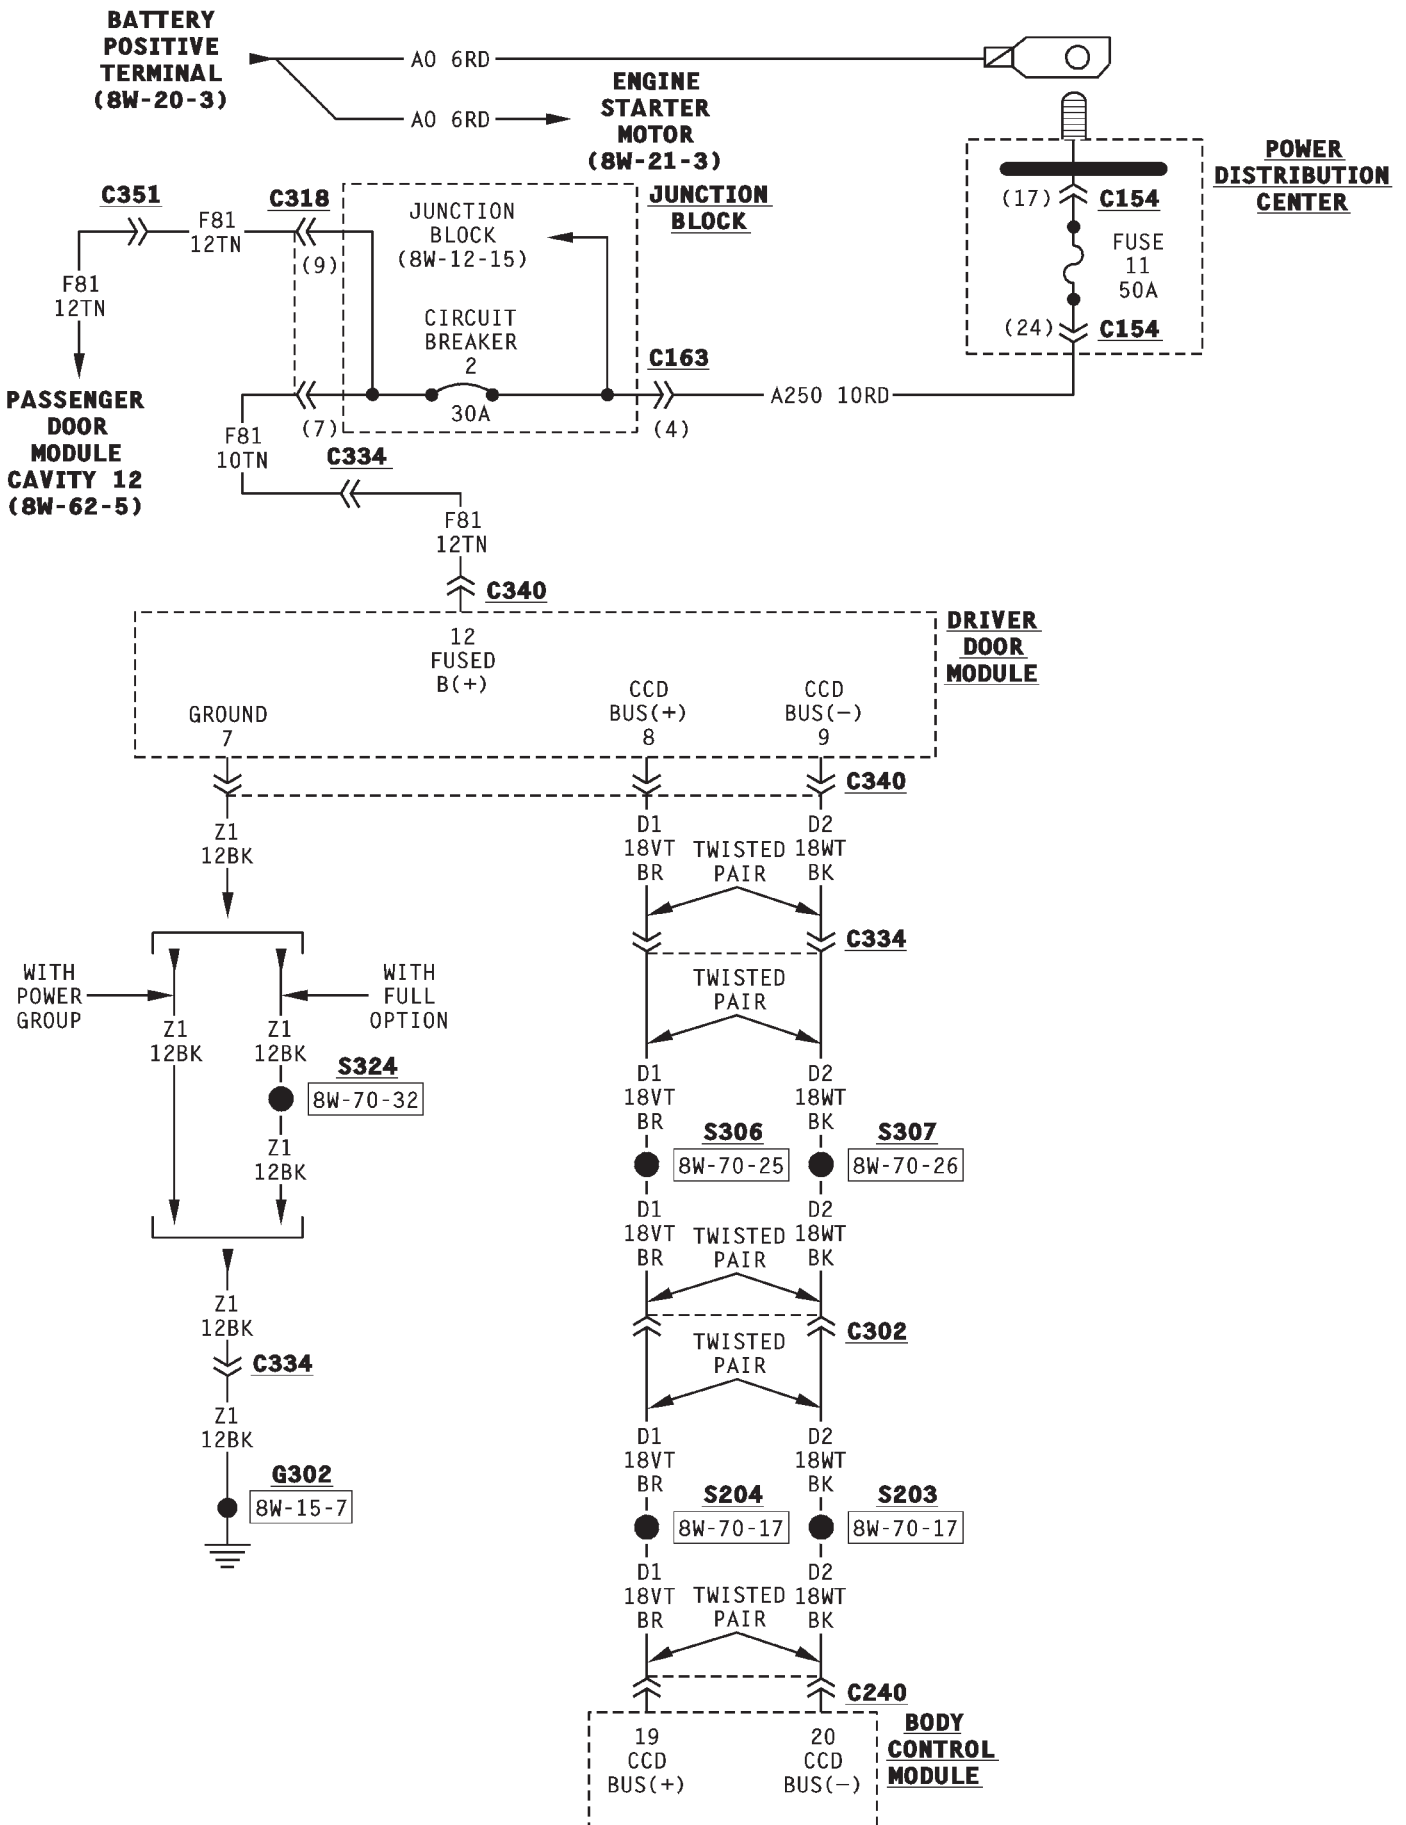 BATTERY
POSITIVE
TERMINAL
(8W-20-3)
A0 6RD
A0 6RD
ENGINE
STARTER
MOTOR
(8W-21-3)
POWER
DISTRIBUTION
CENTER
(17)
C154
FUSE
11
50A
(24)
C154
C351
F81
12TN
C318
(9)
JUNCTION
BLOCK
(8W-12-15)
JUNCTION
BLOCK
F81
12TN
CIRCUIT
BREAKER
2
30A
C163
(4)
A250 10RD
PASSENGER
DOOR
MODULE
CAVITY 12
(8W-62-5)
(7)
F81
10TN
C334
F81
12TN
C340
DRIVER
DOOR
MODULE
12
FUSED
B(+)
GROUND
7
CCD
BUS(+)
8
CCD
BUS(-)
9
C340
Z1
12BK
D1
18VT
BR
TWISTED
PAIR
D2
18WT
BK
C334
WITH
POWER
GROUP
WITH
FULL
OPTION
TWISTED
PAIR
Z1
12BK
Z1
12BK
S324
8W-70-32
Z1
12BK
D1
18VT
BR
D2
18WT
BK
S306
8W-70-25
S307
8W-70-26
D1
18VT
BR
TWISTED
PAIR
D2
18WT
BK
C302
TWISTED
PAIR
Z1
12BK
C334
Z1
12BK
G302
8W-15-7
D1
18VT
BR
D2
18WT
BK
S204
8W-70-17
S203
8W-70-17
D1
18VT
BR
TWISTED
PAIR
D2
18WT
BK
C240
BODY
CONTROL
MODULE
19
CCD
BUS(+)
20
CCD
BUS(-)